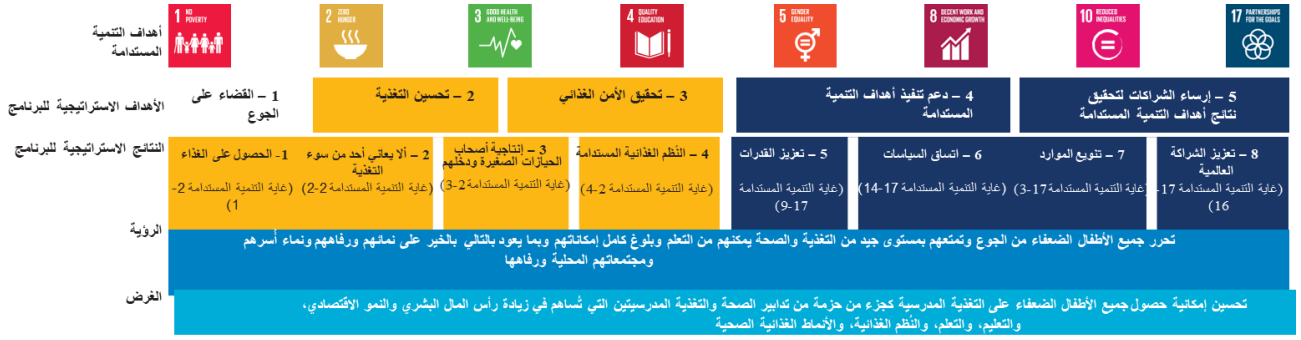 أهداف التنمية
المستدامة
1 NO POVERTY
2 ZERO HUNGER
3 GOOD HEALTH AND WELL-BEING
4 QUALITY EDUCATION
5 GENDER EQUALITY
8 DECENT WORK AND ECONOMIC GROWTH
10 REDUCED INEQUALITIES
17 PARTNERSHIPS FOR THE GOALS
الأهداف الاستراتيجية للبرنامج
1 – القضاء على
الجوع
2 – تحسين التغذية
3 – تحقيق الأمن الغذائي
4 – دعم تنفيذ أهداف التنمية
المستدامة
5 – إرساء الشراكات لتحقيق
نتائج أهداف التنمية المستدامة
النتائج الاستراتيجية للبرنامج
1- الحصول على الغذاء
(غاية التنمية المستدامة 2-
1)
2 – ألا يعاني أحد من سوء
التغذية
(غاية التنمية المستدامة 2-2)
3 – إنتاجية أصحاب
الحيازات الصغيرة ودخلهم
(غاية التنمية المستدامة 2-3)
4 – النُظم الغذائية المستدامة
(غاية التنمية المستدامة 2-4)
5 – تعزيز القدرات
(غاية التنمية المستدامة
17-9)
6 – اتساق السياسات
(غاية التنمية المستدامة 17-14)
7 – تنويع الموارد
(غاية التنمية المستدامة 17-3)
8 – تعزيز الشراكة
العالمية
(غاية التنمية المستدامة 17-
16)
الرؤية
تحرر جميع الأطفال الضعفاء من الجوع وتمتعهم بمستوى جيد من التغذية والصحة يمكنهم من التعلم وبلوغ كامل إمكاناتهم وبما يعود بالتالي بالخير على نمائهم ورفاههم ونماء أسرهم
ومجتمعاتهم المحلية ورفاهها
الغرض
تحسين إمكانية حصول جميع الأطفال الضعفاء على التغذية المدرسية كجزء من حزمة من تدابير الصحة والتغذية المدرسيتين التي تُساهم في زيادة رأس المال البشري والنمو الاقتصادي،
والتعليم، والتعلم، والنُظم الغذائية، والأنماط الغذائية الصحية